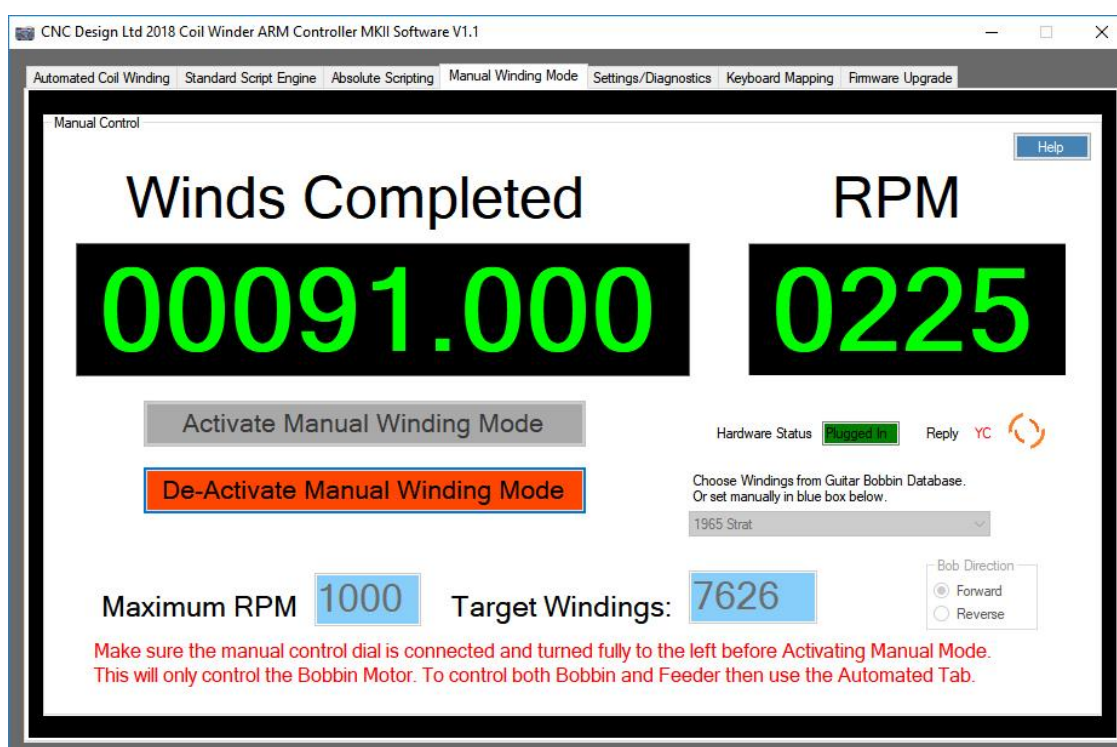 CNC Design Ltd 2018 Coil Winder ARM Controller MKII Software V1.1
Automated Coil Winding Standard Script Engine Absolute Scripting Manual Winding Mode Settings/Diagnostics Keyboard Mapping Firmware Upgrade
Manual Control
Help
Winds Completed RPM
00091.000 0225
Activate Manual Winding Mode
Hardware Status Plugged In Reply YC
De-Activate Manual Winding Mode
Choose Windings from Guitar Bobbin Database.
Or set manually in blue box below.
1965 Strat
Bob Direction
Forward
Reverse
Maximum RPM 1000 Target Windings: 7626
Make sure the manual control dial is connected and turned fully to the left before Activating Manual Mode.
This will only control the Bobbin Motor. To control both Bobbin and Feeder then use the Automated Tab.